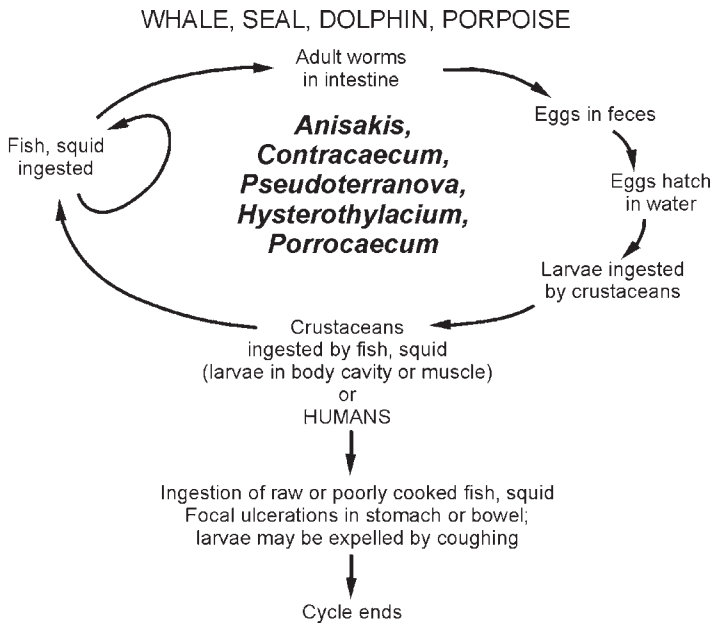 WHALE, SEAL, DOLPHIN, PORPOISE
Adult worms
in intestine
Eggs in feces
Eggs hatch
in water
Larvae ingested
by crustaceans
Crustaceans
ingested by fish, squid
(larvae in body cavity or muscle)
or
HUMANS
Fish, squid
ingested
Anisakis,
Contracaecum,
Pseudoterranova,
Hysterothylacium,
Porrocaecum
Ingestion of raw or poorly cooked fish, squid
Focal ulcerations in stomach or bowel;
larvae may be expelled by coughing
Cycle ends